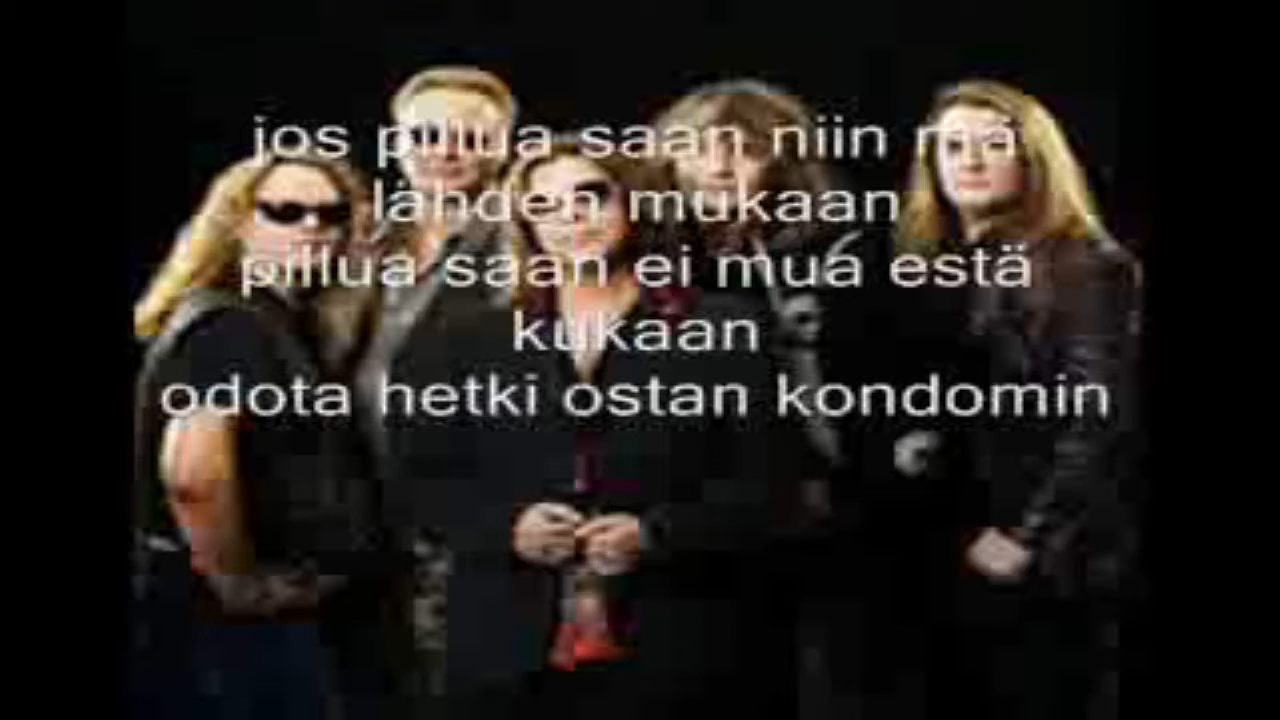 jos pillua saan niin mä
lähden mukaan
pillua saan ei mua estä
kukaan
odota hetki ostan kondomin